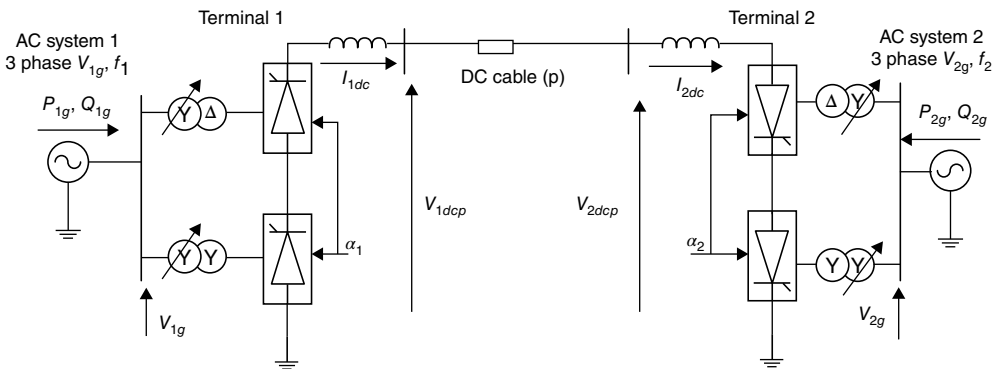 Terminal 1
Terminal 2
AC system 1
3 phase V1g, f1
AC system 2
3 phase V2g, f2
I1dc
DC cable (p)
I2dc
P1g, Q1g
Y Δ
Δ Y
P2g, Q2g
V1dcp
V2dcp
α1
α2
Y Y
Y Y
V1g
V2g